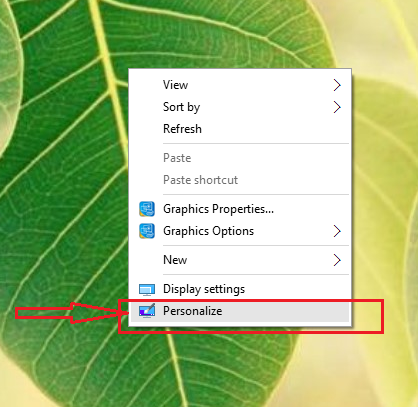 View
Sort by
Refresh
Paste
Paste shortcut
Graphics Properties...
Graphics Options
New
Display settings
Personalize